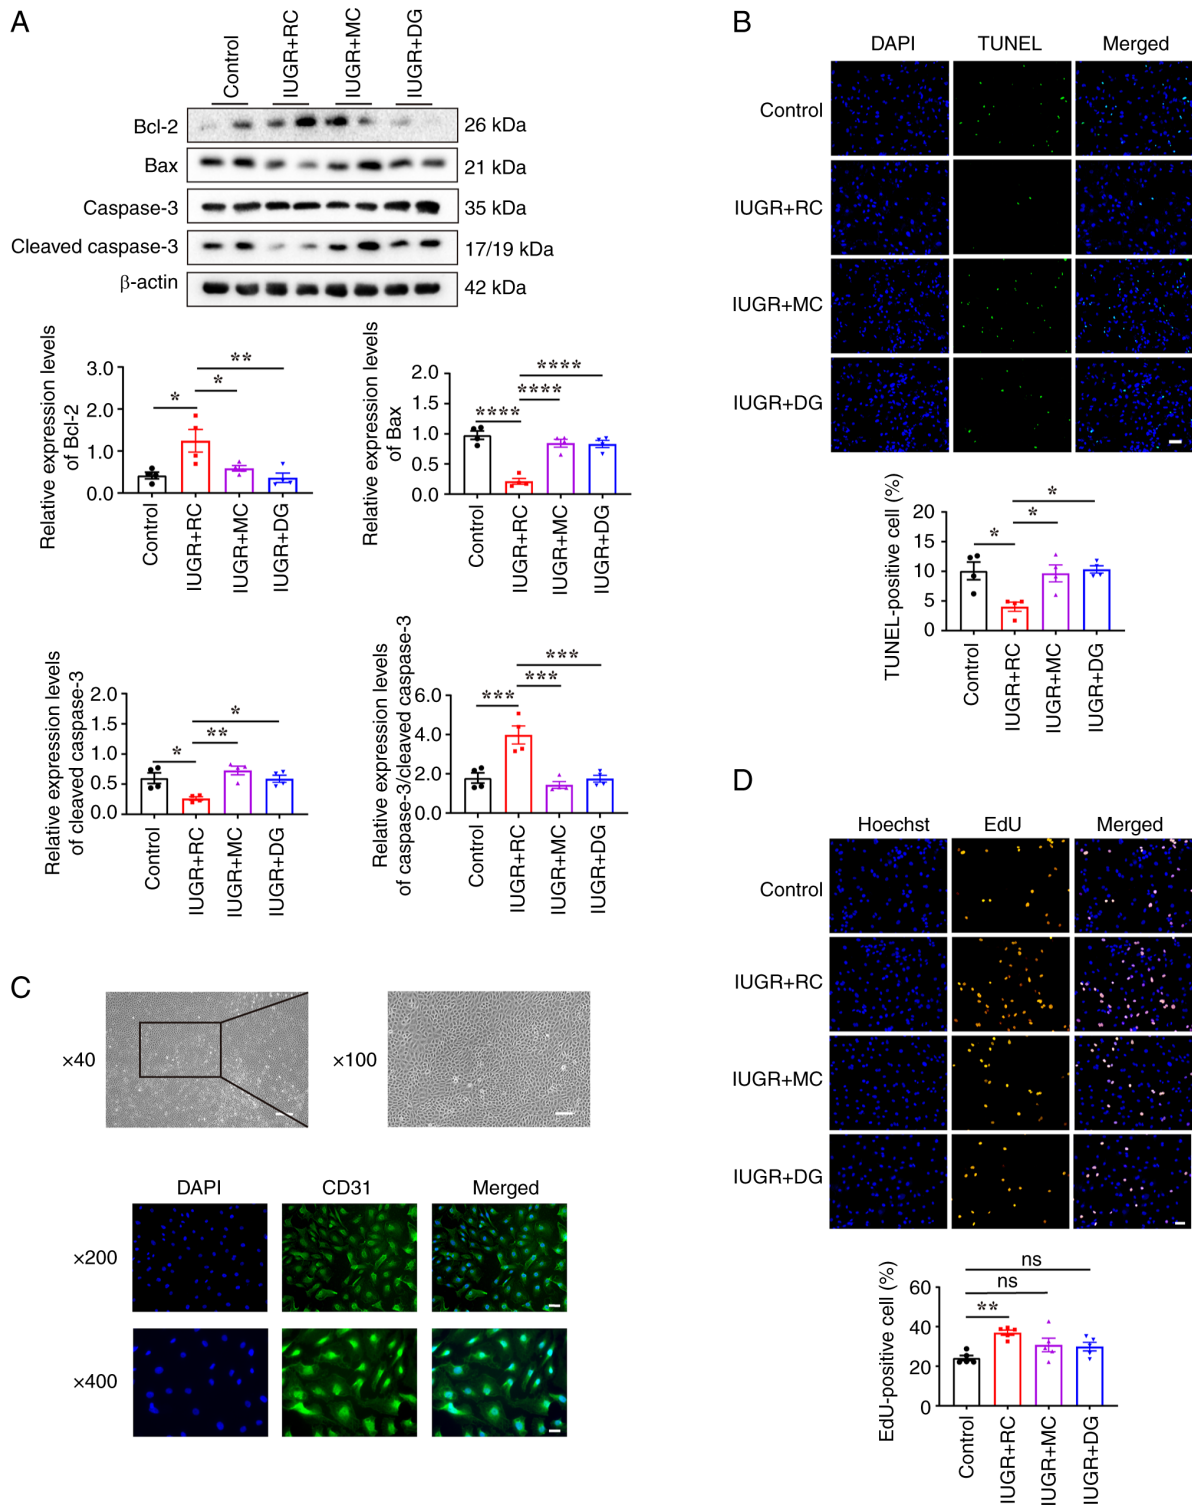 A
Control
IUGR+RC
IUGR+MC
IUGR+DG
Bcl-2
26 kDa
Bax
21 kDa
Caspase-3
35 kDa
Cleaved caspase-3
17/19 kDa
β-actin
42 kDa
Relative expression levels
of Bcl-2
3.0
2.0
1.0
0.0
*
*
**
Control
IUGR+RC
IUGR+MC
IUGR+DG
Relative expression levels
of Bax
2.0
1.5
1.0
0.5
0.0
****
****
****
Control
IUGR+RC
IUGR+MC
IUGR+DG
Relative expression levels
of cleaved caspase-3
2.0
1.5
1.0
0.5
0.0
*
**
*
Control
IUGR+RC
IUGR+MC
IUGR+DG
Relative expression levels
of caspase-3/cleaved caspase-3
6.0
4.0
2.0
0.0
***
***
***
Control
IUGR+RC
IUGR+MC
IUGR+DG
B
DAPI
TUNEL
Merged
Control
IUGR+RC
IUGR+MC
IUGR+DG
TUNEL-positive cell (%)
20
15
10
5
0
*
*
*
Control
IUGR+RC
IUGR+MC
IUGR+DG
C
×40
×100
DAPI
CD31
Merged
×200
×400
D
Hoechst
EdU
Merged
Control
IUGR+RC
IUGR+MC
IUGR+DG
EdU-positive cell (%)
60
40
20
0
**
ns
ns
Control
IUGR+RC
IUGR+MC
IUGR+DG